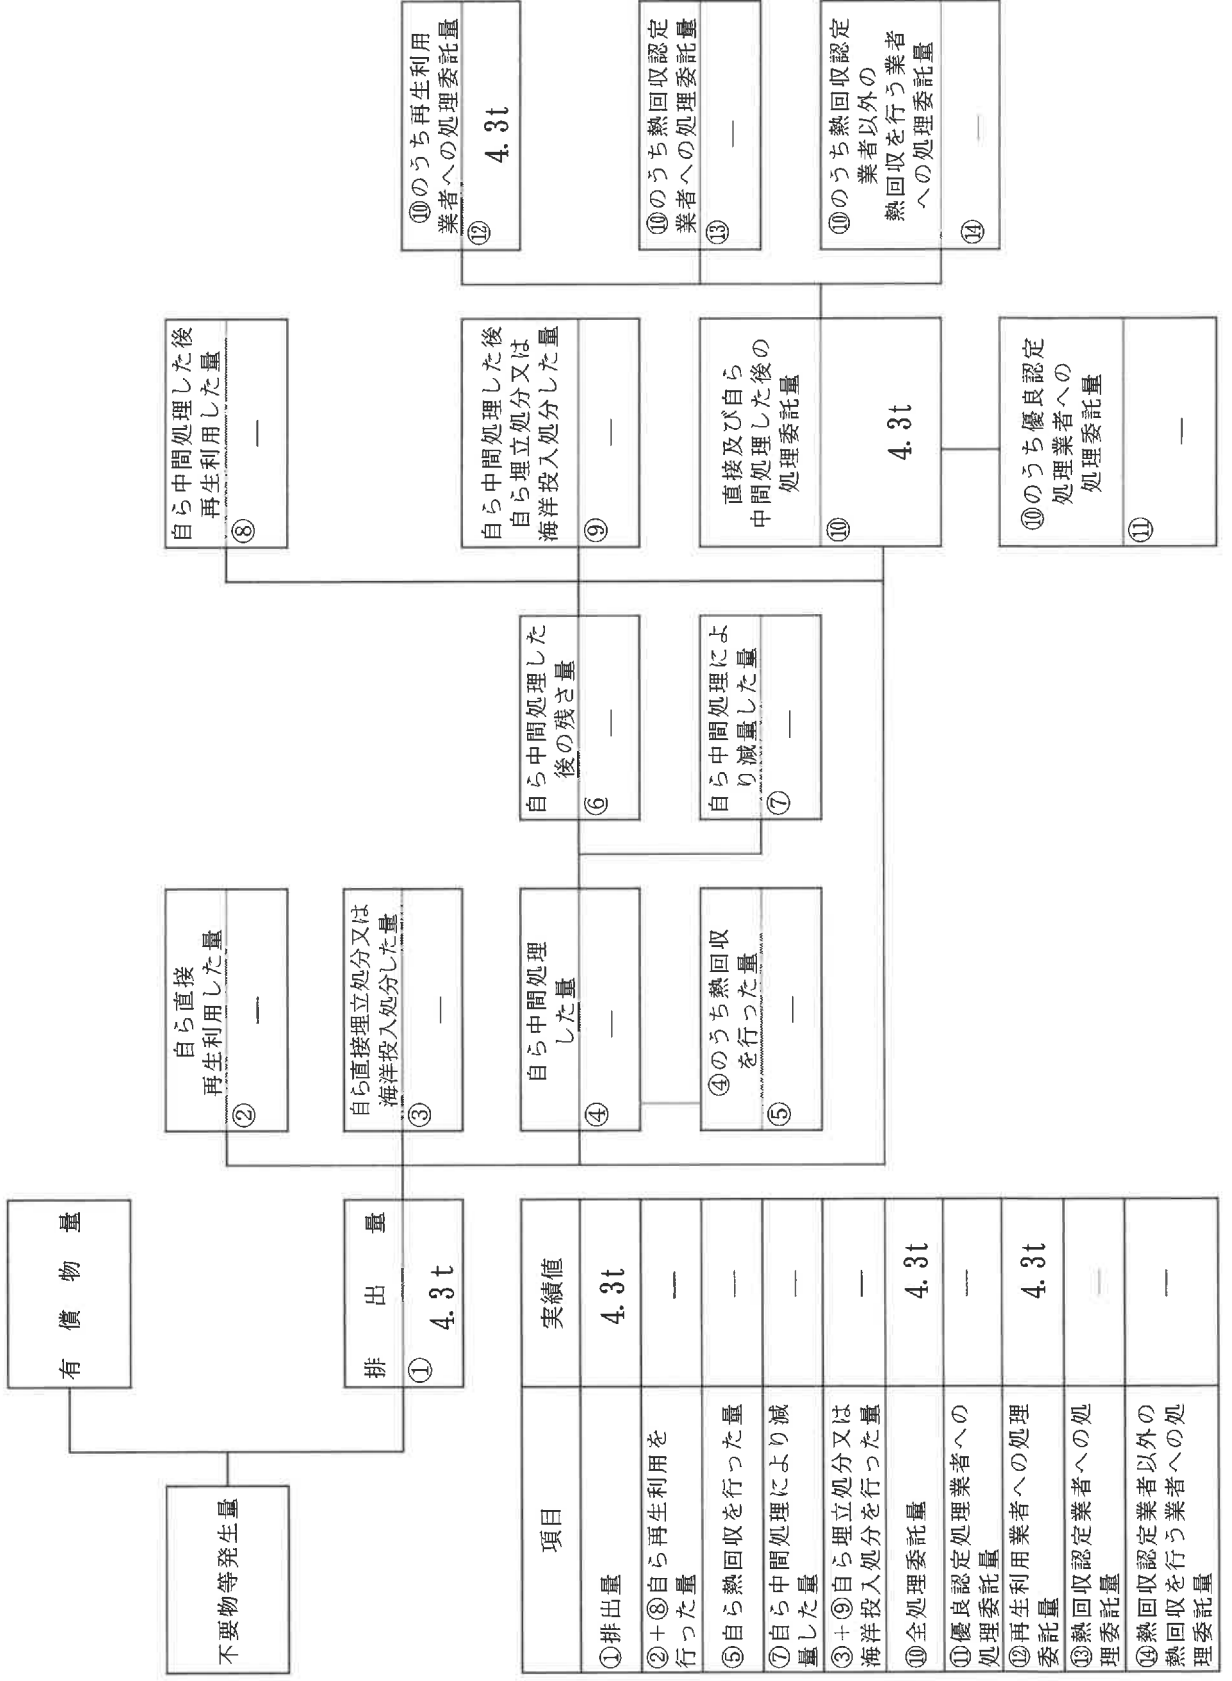 不要物等発生量
有償物量
排出量
①
4.3t
自ら直接
再生利用した量
②
—
自ら直接埋立処分又は
海洋投入処分した量
③
—
自ら中間処理
した量
④
—
④のうち熱回収
を行った量
⑤
—
自ら中間処理した
後の残さ量
⑥
—
自ら中間処理によ
り減量した量
⑦
—
自ら中間処理した後
再生利用した量
⑧
—
自ら中間処理した後
自ら埋立処分又は
海洋投入処分した量
⑨
—
直接及び自ら
中間処理した後の
処理委託量
⑩
4.3t
⑩のうち優良認定
処理業者への
処理委託量
⑪
—
⑩のうち再生利用
業者への処理委託量
⑫
4.3t
⑩のうち熱回収認定
業者への処理委託量
⑬
—
⑩のうち熱回収認定
業者以外の
熱回収を行う業者
への処理委託量
⑭
—
項目
実績値
①排出量
4.3t
②+⑧自ら再生利用を
行った量
—
⑤自ら熱回収を行った量
—
⑦自ら中間処理により減
量した量
—
③+⑨自ら埋立処分又は
海洋投入処分を行った量
—
⑩全処理委託量
4.3t
⑪優良認定処理業者への
処理委託量
—
⑫再生利用業者への処理
委託量
4.3t
⑬熱回収認定業者への処
理委託量
—
⑭熱回収認定業者以外の
熱回収を行う業者への処
理委託量
—